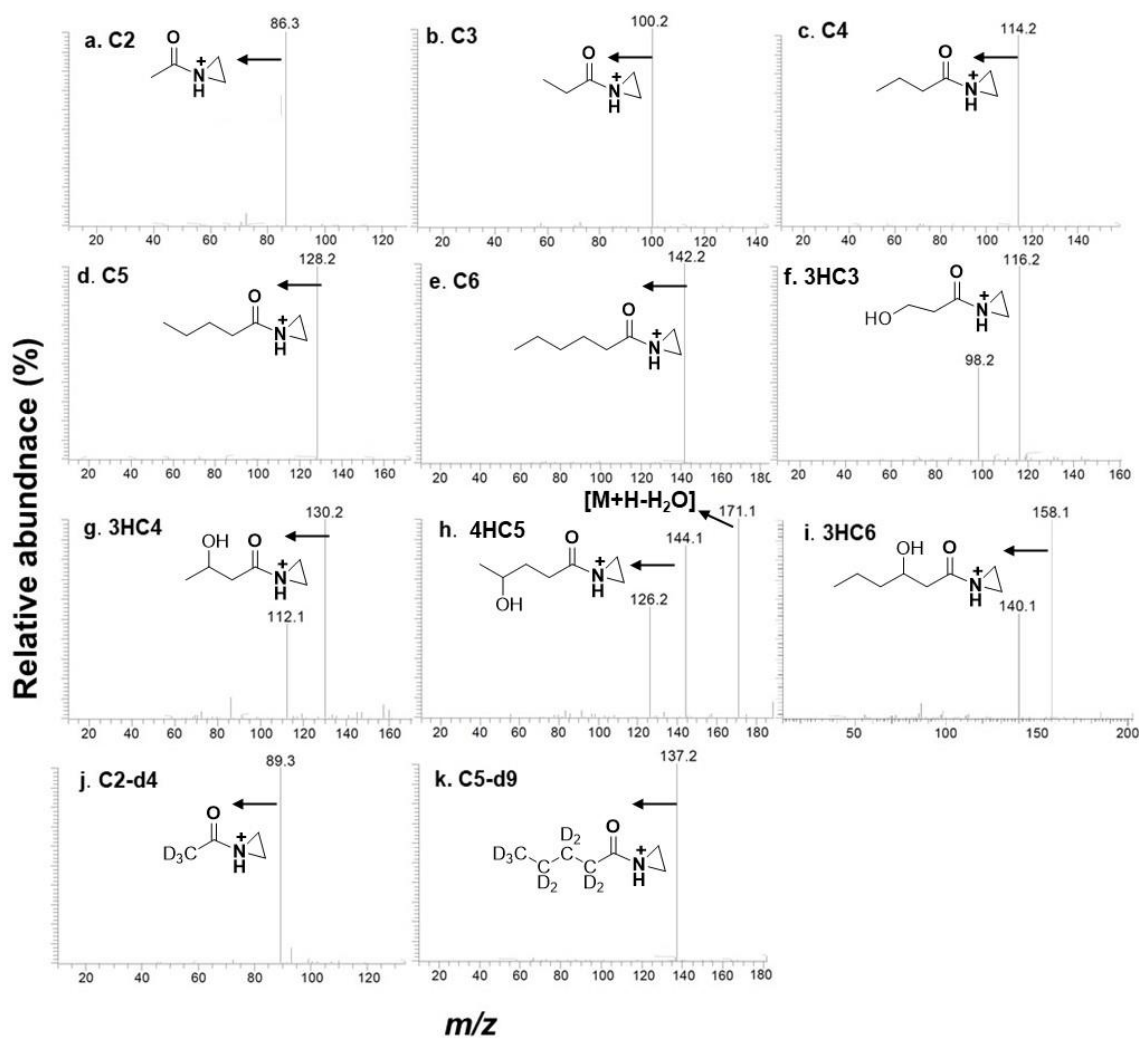 Relative abundnace (%)
a. C2
86.3
O
+
N
H
20 40 60 80 100 120
b. C3
100.2
O
+
N
H
20 40 60 80 100 120 140
c. C4
114.2
O
+
N
H
20 40 60 80 100 120 140
d. C5
128.2
O
+
N
H
20 40 60 80 100 120 140 160
e. C6
142.2
O
+
N
H
20 40 60 80 100 120 140 160 180
f. 3HC3
116.2
O
+
HO
N
H
98.2
20 40 60 80 100 120 140 160
g. 3HC4
130.2
OH O
+
N
H
112.1
20 40 60 80 100 120 140 160
[M+H-H₂O]
h. 4HC5
171.1
144.1
O
+
N
H
OH
126.2
20 40 60 80 100 120 140 160 180
i. 3HC6
158.1
OH O
+
N
H
140.1
50 100 150 200
j. C2-d4
89.3
O
+
D₃C
N
H
20 40 60 80 100 120
k. C5-d9
137.2
D₂ O
D₃C C
+
C C N
D₂ D₂ H
20 40 60 80 100 120 140 160 180
m/z